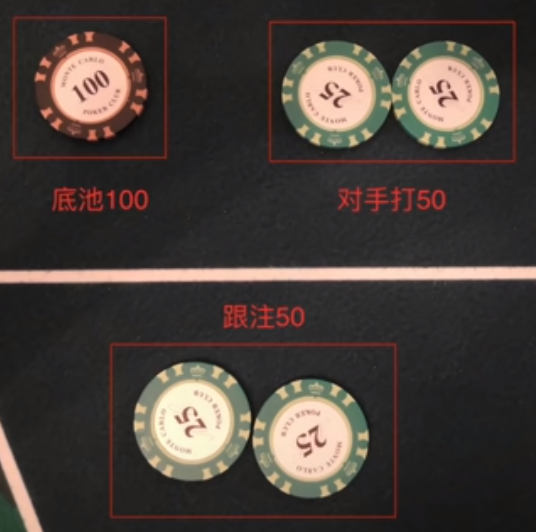 MONTE CARLO
100
POKER CLUB
POKER CLUB
25
MONTE CARLO
POKER CLUB
25
MONTE CARLO
底池100
对手打50
跟注50
MONTE CARLO
25
POKER CLUB
POKER CLUB
25
MONTE CARLO